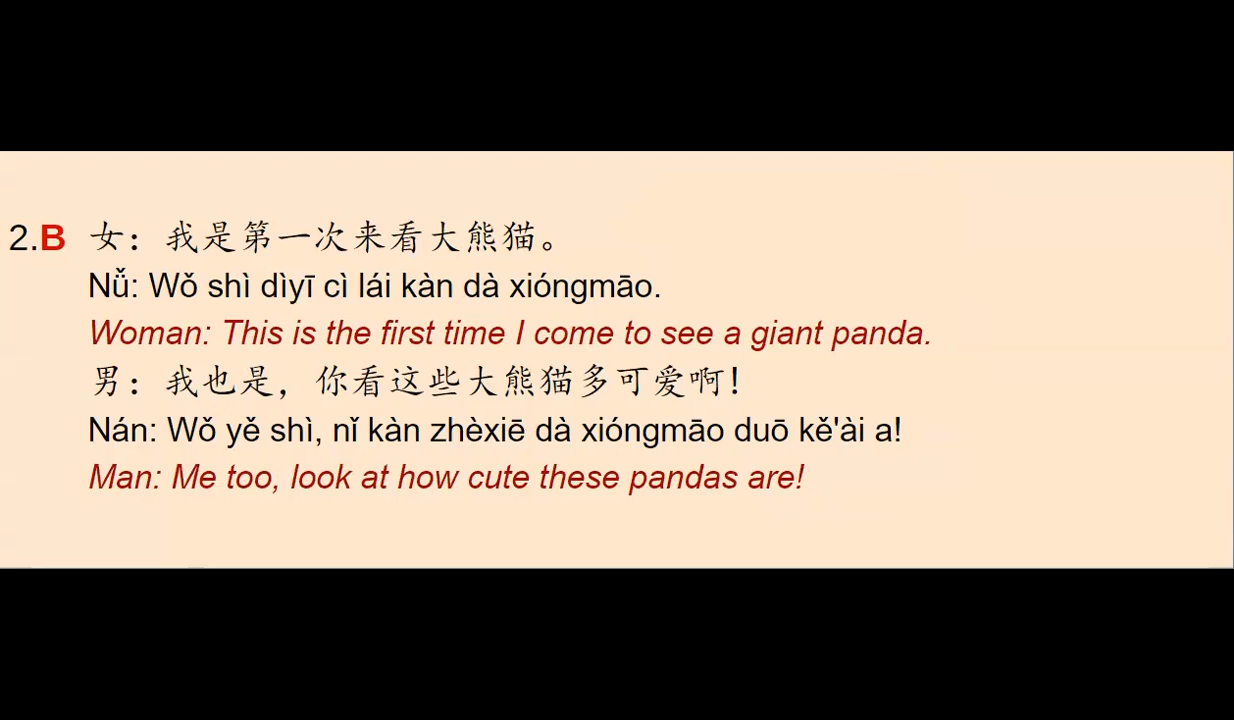 2.B 女：我是第一次来看大熊猫。
Nǚ: Wǒ shì dìyī cì lái kàn dà xióngmāo.
Woman: This is the first time I come to see a giant panda.
男：我也是，你看这些大熊猫多可爱啊！
Nán: Wǒ yě shì, nǐ kàn zhèxiē dà xióngmāo duō kě'ài a!
Man: Me too, look at how cute these pandas are!